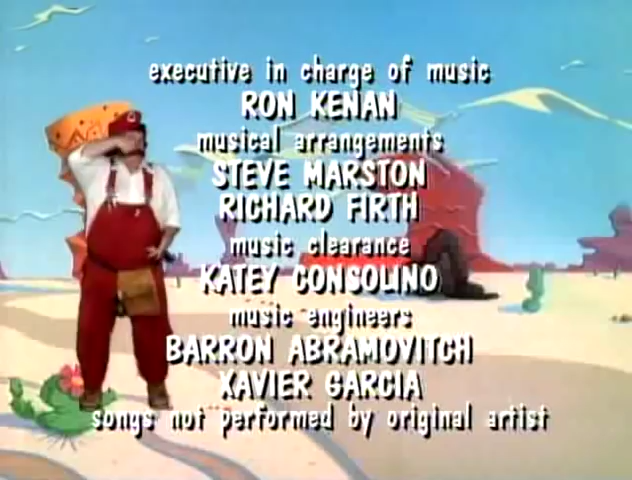 executive in charge of music
RON KENAN
musical arrangements
STEVE MARSTON
RICHARD FIRTH
music clearance
KATEY CONSOLINO
music engineers
BARRON ABRAMOVITCH
XAVIER GARCIA
songs not performed by original artist